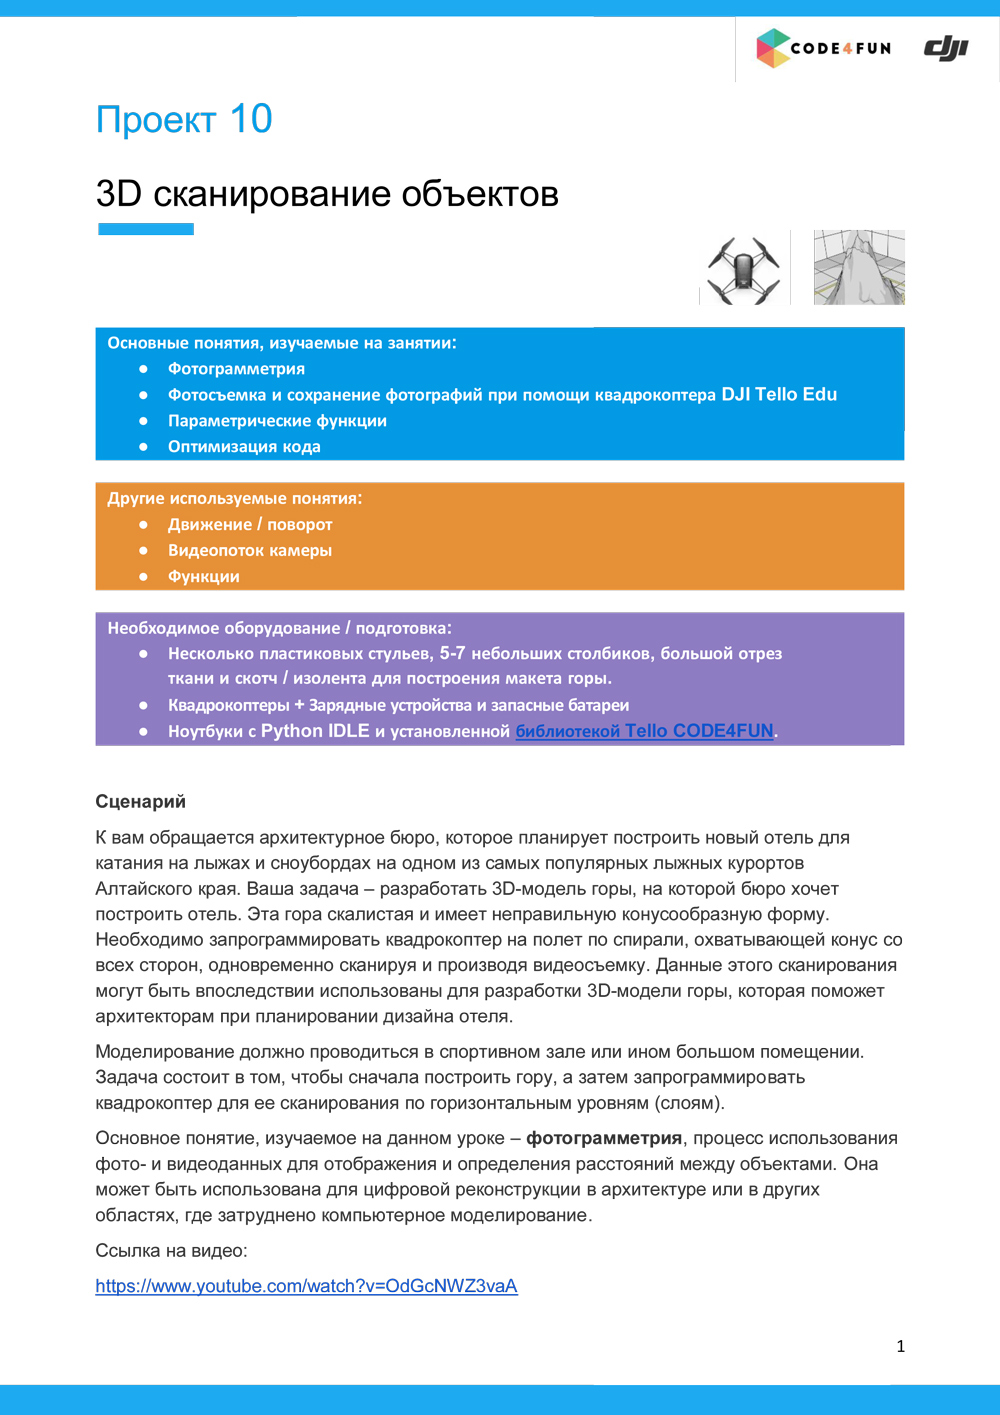 CODE4FUN dji
Проект 10
3D сканирование объектов
Основные понятия, изучаемые на занятии:
● Фотограмметрия
● Фотосъемка и сохранение фотографий при помощи квадрокоптера DJI Tello Edu
● Параметрические функции
● Оптимизация кода
Другие используемые понятия:
● Движение / поворот
● Видеопоток камеры
● Функции
Необходимое оборудование / подготовка:
● Несколько пластиковых стульев, 5-7 небольших столбиков, большой отрез
ткани и скотч / изолента для построения макета горы.
● Квадрокоптеры + Зарядные устройства и запасные батареи
● Ноутбуки с Python IDLE и установленной библиотекой Tello CODE4FUN.
Сценарий
К вам обращается архитектурное бюро, которое планирует построить новый отель для
катания на лыжах и сноубордах на одном из самых популярных лыжных курортов
Алтайского края. Ваша задача – разработать 3D-модель горы, на которой бюро хочет
построить отель. Эта гора скалистая и имеет неправильную конусообразную форму.
Необходимо запрограммировать квадрокоптер на полет по спирали, охватывающей конус со
всех сторон, одновременно сканируя и производя видеосъемку. Данные этого сканирования
могут быть впоследствии использованы для разработки 3D-модели горы, которая поможет
архитекторам при планировании дизайна отеля.
Моделирование должно проводиться в спортивном зале или ином большом помещении.
Задача состоит в том, чтобы сначала построить гору, а затем запрограммировать
квадрокоптер для ее сканирования по горизонтальным уровням (слоям).
Основное понятие, изучаемое на данном уроке – фотограмметрия, процесс использования
фото- и видеоданных для отображения и определения расстояний между объектами. Она
может быть использована для цифровой реконструкции в архитектуре или в других
областях, где затруднено компьютерное моделирование.
Ссылка на видео:
https://www.youtube.com/watch?v=OdGcNWZ3vaA
1